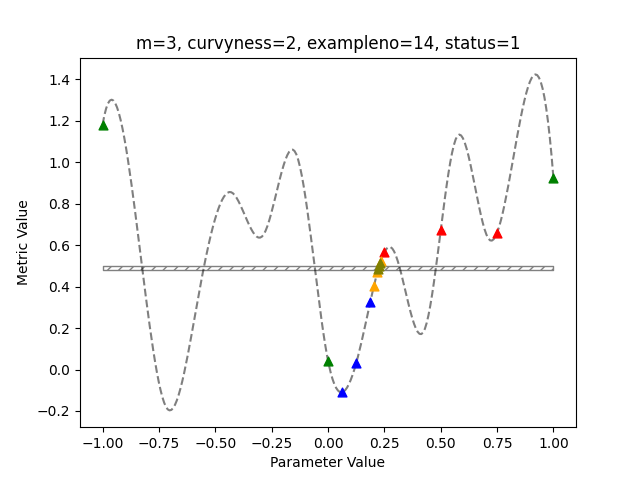 m=3, curvyness=2, exampleno=14, status=1
Metric Value
1.4
1.2
1.0
0.8
0.6
0.4
0.2
0.0
−0.2
−1.00 −0.75 −0.50 −0.25 0.00 0.25 0.50 0.75 1.00
Parameter Value